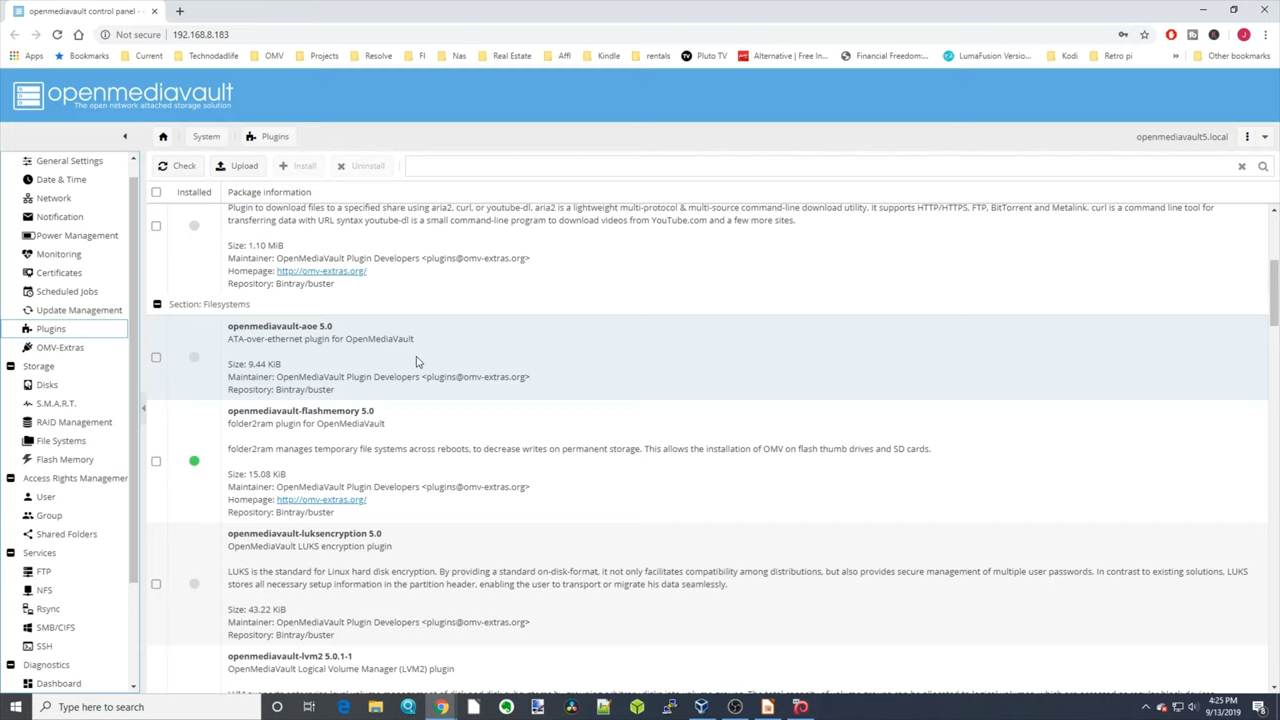 openmediavault control panel -
Not secure
192.168.8.183
Apps
Bookmarks
Current
Technodadlife
OMV
Projects
Resolve
FI
Nas
Real Estate
Affl
Kindle
rentals
Pluto TV
Alternative | Free In...
Financial Freedom:...
LumaFusion Versio...
Kodi
Retro pi
»
Other bookmarks
openmediavault
The open network attached storage solution
System
Plugins
openmediavault5.local
General Settings
Date & Time
Network
Notification
Power Management
Monitoring
Certificates
Scheduled Jobs
Update Management
Plugins
OMV-Extras
Storage
Disks
S.M.A.R.T.
RAID Management
File Systems
Flash Memory
Access Rights Managemer
User
Group
Shared Folders
Services
FTP
NFS
Rsync
SMB/CIFS
SSH
Diagnostics
Dashboard
Check
Upload
Install
Uninstall
Installed
Package information
Plugin to download files to a specified share using aria2, curl, or youtube-dl. aria2 is a lightweight multi-protocol & multi-source command-line download utility. It supports HTTP/HTTPS, FTP, BitTorrent and Metalink. curl is a command line tool for
transferring data with URL syntax youtube-dl is a small command-line program to download videos from YouTube.com and a few more sites.
Size: 1.10 MiB
Maintainer: OpenMediaVault Plugin Developers <plugins@omv-extras.org>
Homepage: http://omv-extras.org/
Repository: Bintray/buster
Section: Filesystems
openmediavault-aoe 5.0
ATA-over-ethernet plugin for OpenMediaVault
Size: 9.44 KiB
Maintainer: OpenMediaVault Plugin Developers <plugins@omv-extras.org>
Repository: Bintray/buster
openmediavault-flashmemory 5.0
folder2ram plugin for OpenMediaVault
folder2ram manages temporary file systems across reboots, to decrease writes on permanent storage. This allows the installation of OMV on flash thumb drives and SD cards.
Size: 15.08 KiB
Maintainer: OpenMediaVault Plugin Developers <plugins@omv-extras.org>
Homepage: http://omv-extras.org/
Repository: Bintray/buster
openmediavault-luksencryption 5.0
OpenMediaVault LUKS encryption plugin
LUKS is the standard for Linux hard disk encryption. By providing a standard on-disk-format, it not only facilitates compatibility among distributions, but also provides secure management of multiple user passwords. In contrast to existing solutions, LUKS
stores all necessary setup information in the partition header, enabling the user to transport or migrate his data seamlessly.
Size: 43.22 KiB
Maintainer: OpenMediaVault Plugin Developers <plugins@omv-extras.org>
Repository: Bintray/buster
openmediavault-lvm2 5.0.1-1
OpenMediaVault Logical Volume Manager (LVM2) plugin
Type here to search
4:25 PM
9/13/2019